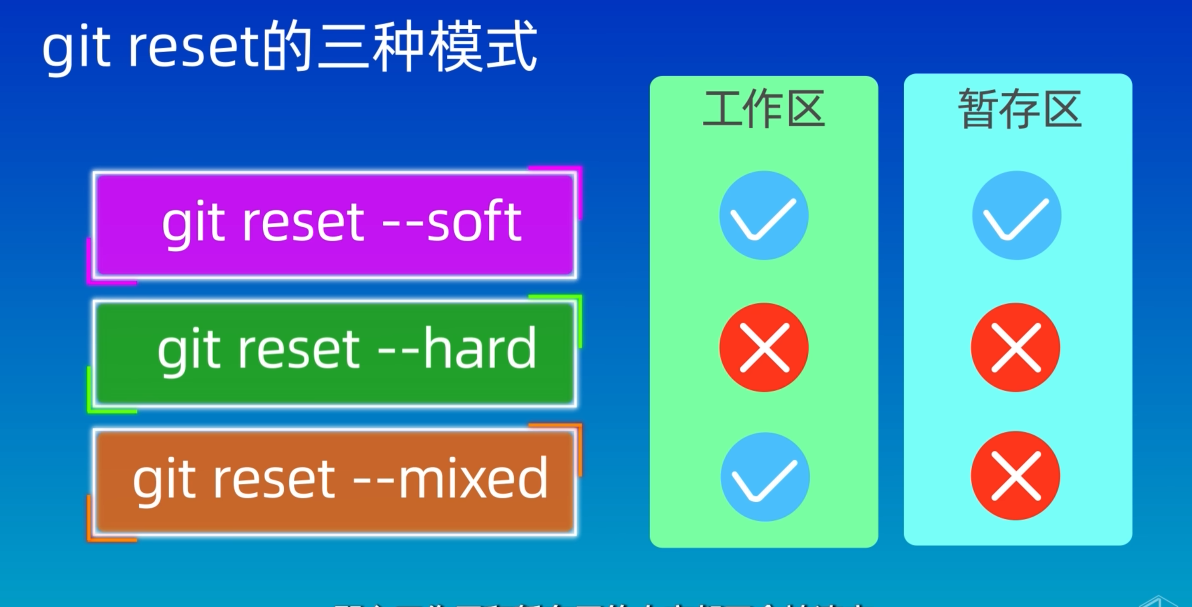 git reset的三种模式
工作区
暂存区
git reset --soft
git reset --hard
git reset --mixed